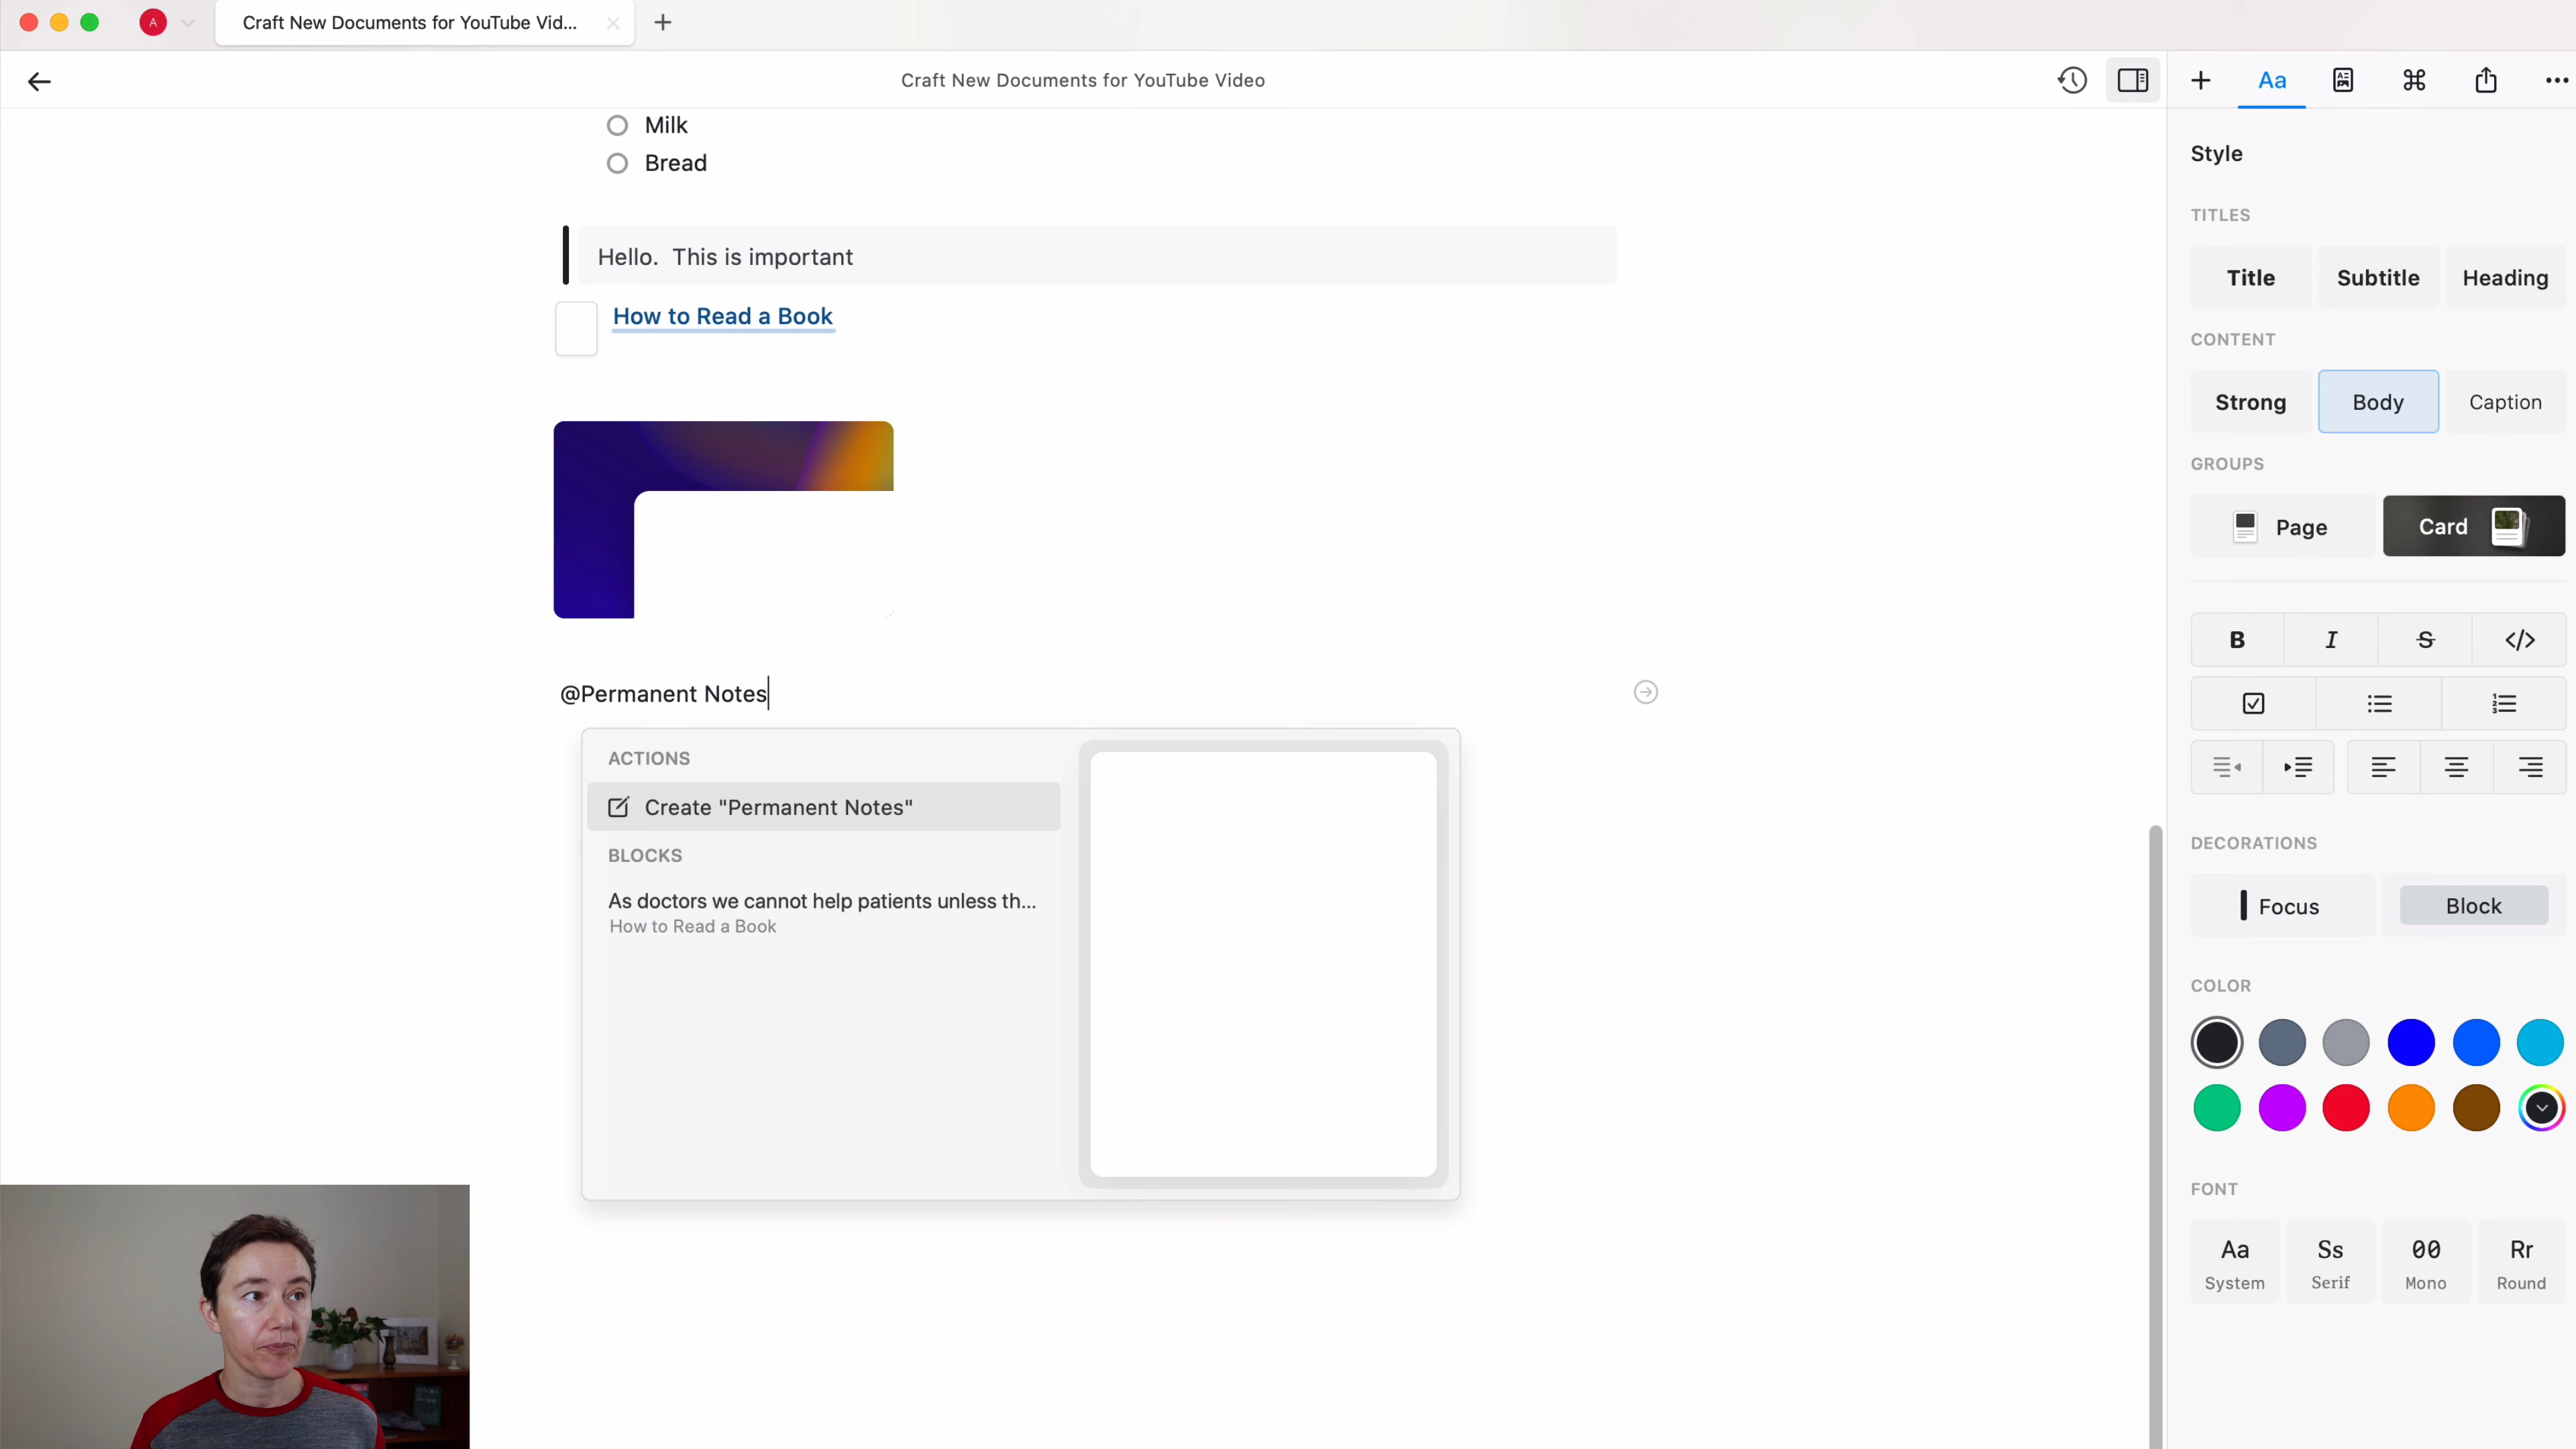 A
Craft New Documents for YouTube Vid...
Craft New Documents for YouTube Video
Aa
Milk
Bread
Hello. This is important
How to Read a Book
@Permanent Notes
ACTIONS
Create "Permanent Notes"
BLOCKS
As doctors we cannot help patients unless th...
How to Read a Book
Style
TITLES
Title Subtitle Heading
CONTENT
Strong Body Caption
GROUPS
Page Card
B I S </>
DECORATIONS
Focus Block
COLOR
FONT
Aa Ss 00 Rr
System Serif Mono Round